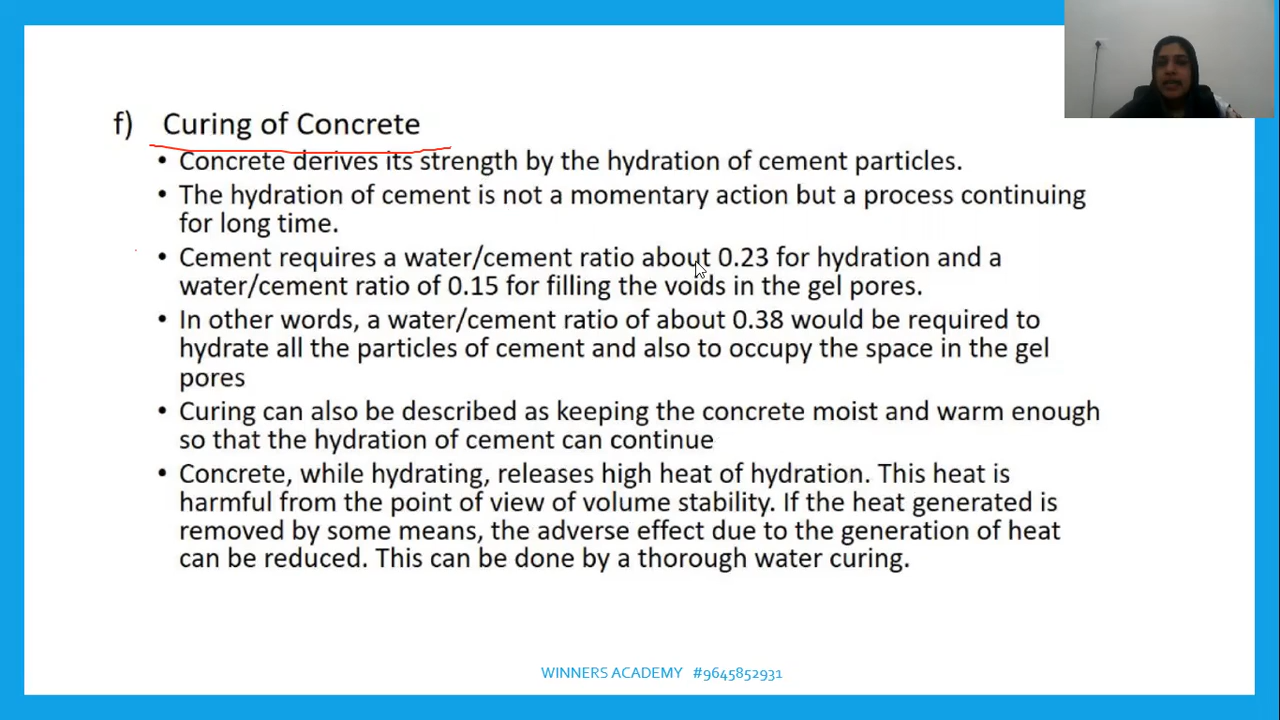 f) Curing of Concrete
• Concrete derives its strength by the hydration of cement particles.
• The hydration of cement is not a momentary action but a process continuing
for long time.
• Cement requires a water/cement ratio about 0.23 for hydration and a
water/cement ratio of 0.15 for filling the voids in the gel pores.
• In other words, a water/cement ratio of about 0.38 would be required to
hydrate all the particles of cement and also to occupy the space in the gel
pores
• Curing can also be described as keeping the concrete moist and warm enough
so that the hydration of cement can continue
• Concrete, while hydrating, releases high heat of hydration. This heat is
harmful from the point of view of volume stability. If the heat generated is
removed by some means, the adverse effect due to the generation of heat
can be reduced. This can be done by a thorough water curing.
WINNERS ACADEMY #9645852931